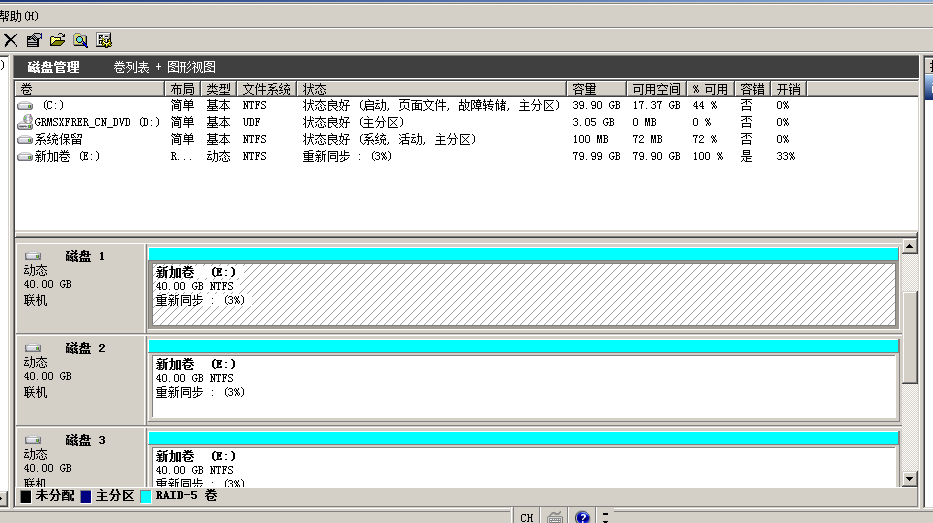 帮助(H)
磁盘管理 卷列表 + 图形视图
卷 布局 类型 文件系统 状态 容量 可用空间 % 可用 容错 开销
(C:) 简单 基本 NTFS 状态良好 (启动, 页面文件, 故障转储, 主分区) 39.90 GB 17.37 GB 44 % 否 0%
GRMSXFRER_CN_DVD (D:) 简单 基本 UDF 状态良好 (主分区) 3.05 GB 0 MB 0 % 否 0%
系统保留 简单 基本 NTFS 状态良好 (系统, 活动, 主分区) 100 MB 72 MB 72 % 否 0%
新加卷 (E:) R... 动态 NTFS 重新同步 : (3%) 79.99 GB 79.90 GB 100 % 是 33%
磁盘 1
动态
40.00 GB
联机
新加卷 (E:)
40.00 GB NTFS
重新同步 : (3%)
磁盘 2
动态
40.00 GB
联机
新加卷 (E:)
40.00 GB NTFS
重新同步 : (3%)
磁盘 3
动态
40.00 GB
联机
新加卷 (E:)
40.00 GB NTFS
重新同步 : (3%)
未分配 主分区 RAID-5 卷
CH